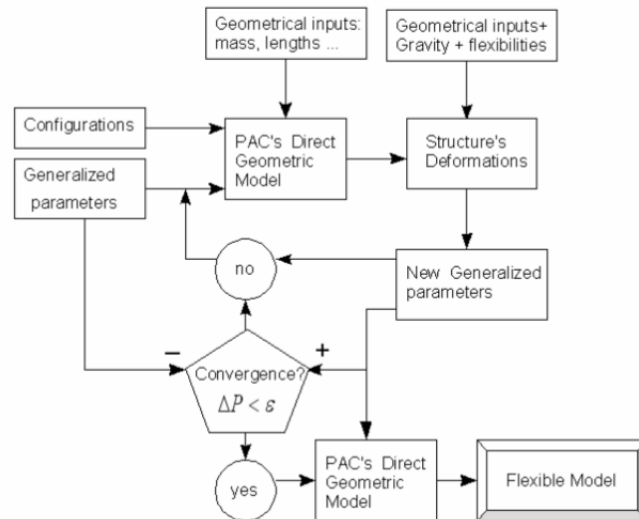 Geometrical inputs:
mass, lengths ...
Geometrical inputs+
Gravity + flexibilities
Configurations
PAC's Direct
Geometric
Model
Structure's
Deformations
Generalized
parameters
no
New Generalized
parameters
−
+
Convergence?
ΔP < ε
yes
PAC's Direct
Geometric
Model
Flexible Model